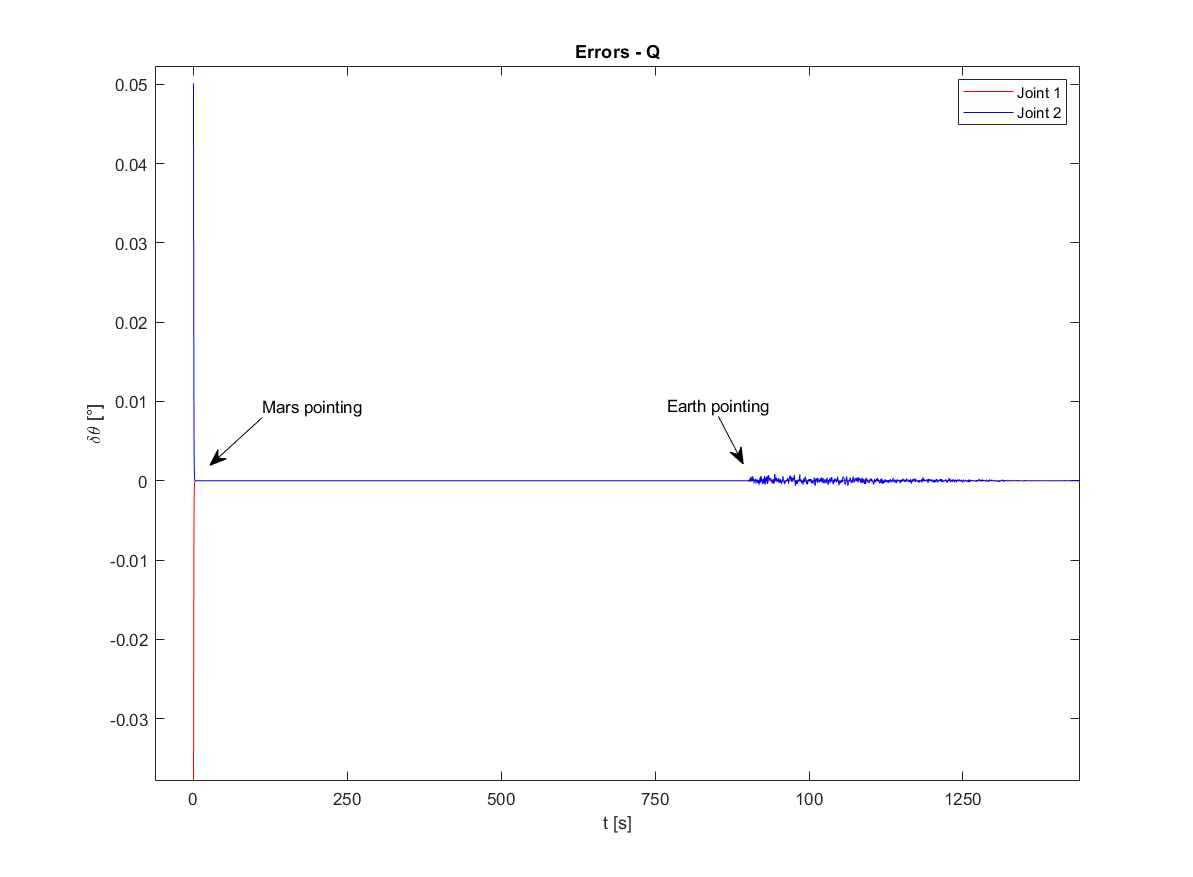 Errors - Q
Joint 1
Joint 2
0.05
0.04
0.03
0.02
0.01
0
-0.01
-0.02
-0.03
δθ [°]
Mars pointing
Earth pointing
0
250
500
750
100
1250
t [s]